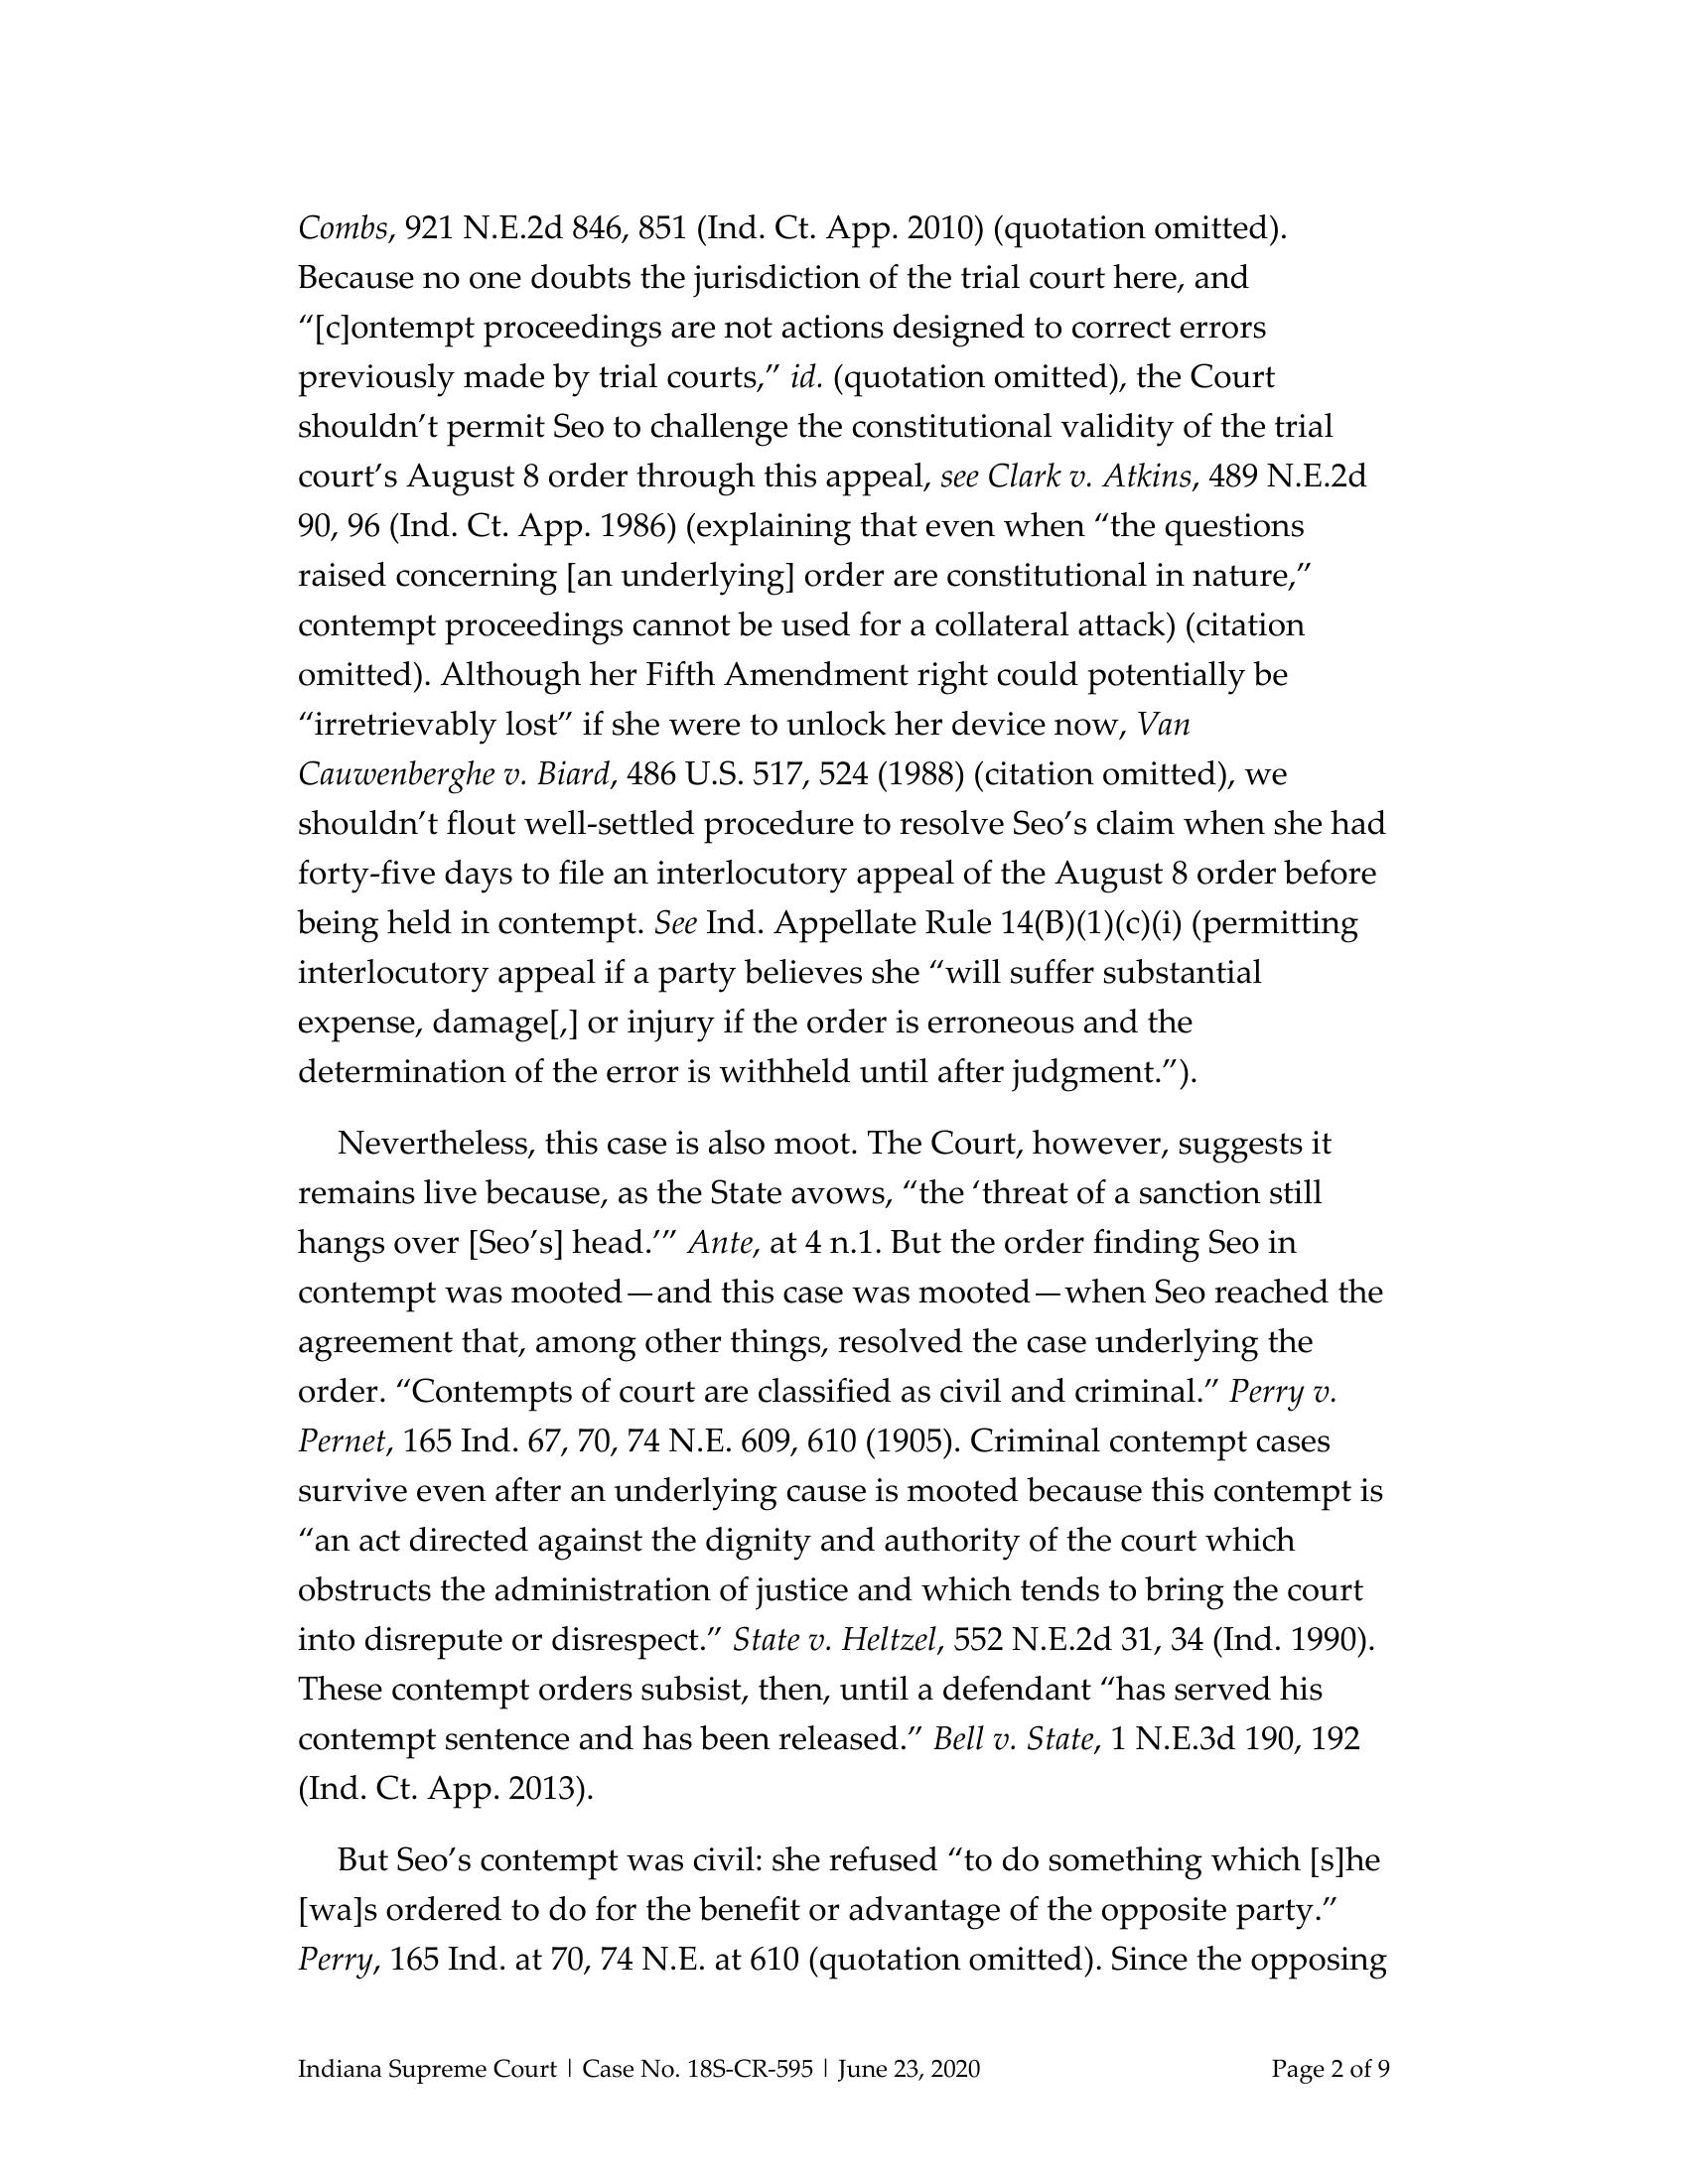 Combs, 921 N.E.2d 846, 851 (Ind. Ct. App. 2010) (quotation omitted).
Because no one doubts the jurisdiction of the trial court here, and
“[c]ontempt proceedings are not actions designed to correct errors
previously made by trial courts,” id. (quotation omitted), the Court
shouldn’t permit Seo to challenge the constitutional validity of the trial
court’s August 8 order through this appeal, see Clark v. Atkins, 489 N.E.2d
90, 96 (Ind. Ct. App. 1986) (explaining that even when “the questions
raised concerning [an underlying] order are constitutional in nature,”
contempt proceedings cannot be used for a collateral attack) (citation
omitted). Although her Fifth Amendment right could potentially be
“irretrievably lost” if she were to unlock her device now, Van
Cauwenberghe v. Biard, 486 U.S. 517, 524 (1988) (citation omitted), we
shouldn’t flout well-settled procedure to resolve Seo’s claim when she had
forty-five days to file an interlocutory appeal of the August 8 order before
being held in contempt. See Ind. Appellate Rule 14(B)(1)(c)(i) (permitting
interlocutory appeal if a party believes she “will suffer substantial
expense, damage[,] or injury if the order is erroneous and the
determination of the error is withheld until after judgment.”).
Nevertheless, this case is also moot. The Court, however, suggests it
remains live because, as the State avows, “the ‘threat of a sanction still
hangs over [Seo’s] head.’” Ante, at 4 n.1. But the order finding Seo in
contempt was mooted—and this case was mooted—when Seo reached the
agreement that, among other things, resolved the case underlying the
order. “Contempts of court are classified as civil and criminal.” Perry v.
Pernet, 165 Ind. 67, 70, 74 N.E. 609, 610 (1905). Criminal contempt cases
survive even after an underlying cause is mooted because this contempt is
“an act directed against the dignity and authority of the court which
obstructs the administration of justice and which tends to bring the court
into disrepute or disrespect.” State v. Heltzel, 552 N.E.2d 31, 34 (Ind. 1990).
These contempt orders subsist, then, until a defendant “has served his
contempt sentence and has been released.” Bell v. State, 1 N.E.3d 190, 192
(Ind. Ct. App. 2013).
But Seo’s contempt was civil: she refused “to do something which [s]he
[wa]s ordered to do for the benefit or advantage of the opposite party.”
Perry, 165 Ind. at 70, 74 N.E. at 610 (quotation omitted). Since the opposing
Indiana Supreme Court | Case No. 18S-CR-595 | June 23, 2020 Page 2 of 9